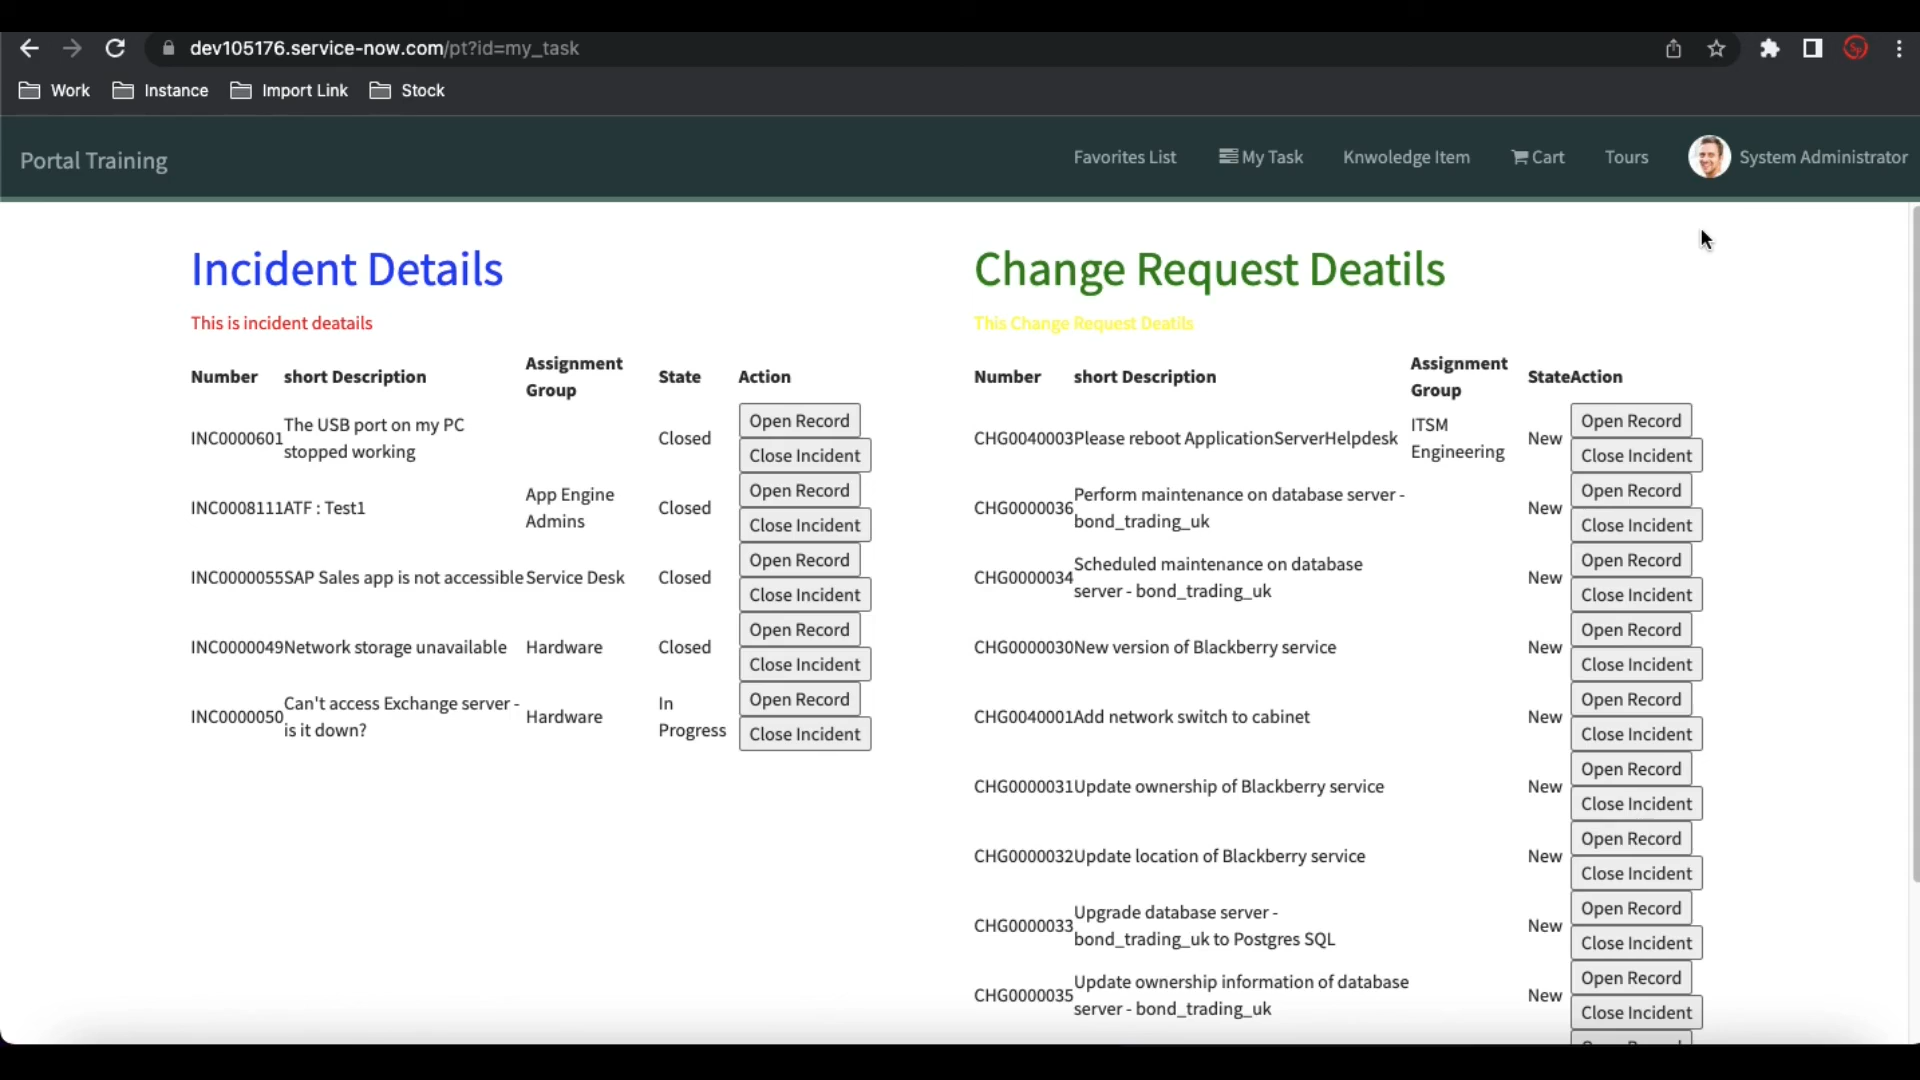 dev105176.service-now.com/pt?id=my_task
Work Instance Import Link Stock
Portal Training
Favorites List My Task Knwoledge Item Cart Tours System Administrator
Incident Details
This is incident deatails
Number short Description Assignment Group State Action
INC0000601 The USB port on my PC stopped working Closed Open Record Close Incident
INC0008111 ATF : Test1 App Engine Admins Closed Open Record Close Incident
INC0000055 SAP Sales app is not accessible Service Desk Closed Open Record Close Incident
INC0000049 Network storage unavailable Hardware Closed Open Record Close Incident
INC0000050 Can't access Exchange server - is it down? Hardware In Progress Open Record Close Incident
Change Request Deatils
This Change Request Deatils
Number short Description Assignment Group State Action
CHG0040003 Please reboot ApplicationServerHelpdesk ITSM Engineering New Open Record Close Incident
CHG0000036 Perform maintenance on database server - bond_trading_uk New Open Record Close Incident
CHG0000034 Scheduled maintenance on database server - bond_trading_uk New Open Record Close Incident
CHG0000030 New version of Blackberry service New Open Record Close Incident
CHG0040001 Add network switch to cabinet New Open Record Close Incident
CHG0000031 Update ownership of Blackberry service New Open Record Close Incident
CHG0000032 Update location of Blackberry service New Open Record Close Incident
CHG0000033 Upgrade database server - bond_trading_uk to Postgres SQL New Open Record Close Incident
CHG0000035 Update ownership information of database server - bond_trading_uk New Open Record Close Incident